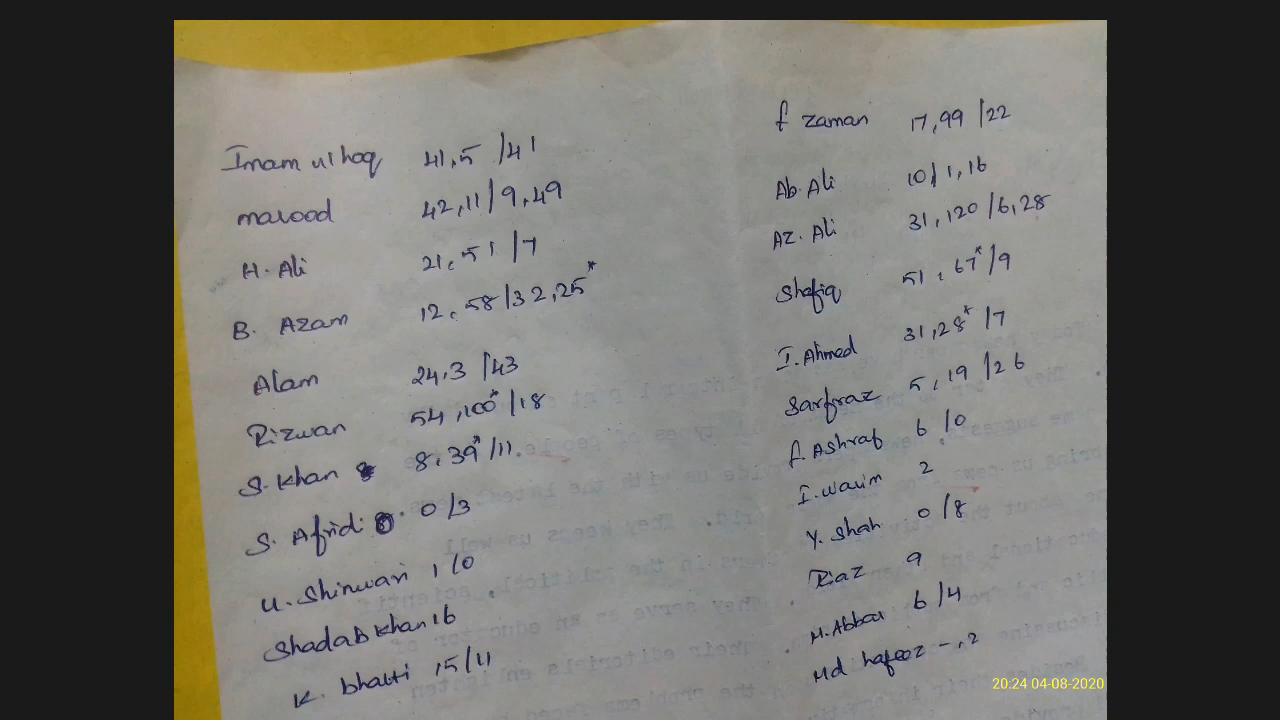 Imam ul haq 41,5 /41
masood 42,11/9,49
H. Ali 21,51 /7
B. Azam 12,58/32,25*
Alam 24,3 /43
Rizwan 54,100*/18
S. Khan 8,39*/11.
S. Afridi 0/3
U. Shinwari 1/0
Shadab Khan 16
K. bhatti 15/11
f zaman 17,99 /22
Ab. Ali 10/1,16
Az. Ali 31,120/6,28
Shafiq 51,67*/9
I. Ahmed 31,28*/7
Sarfraz 5,19 /26
f. Ashraf 6/0
I. wasim 2
Y. Shah 0/8
Riaz 9
M. Abbas 6/4
Md hafeez -,2
20:24 04-08-2020